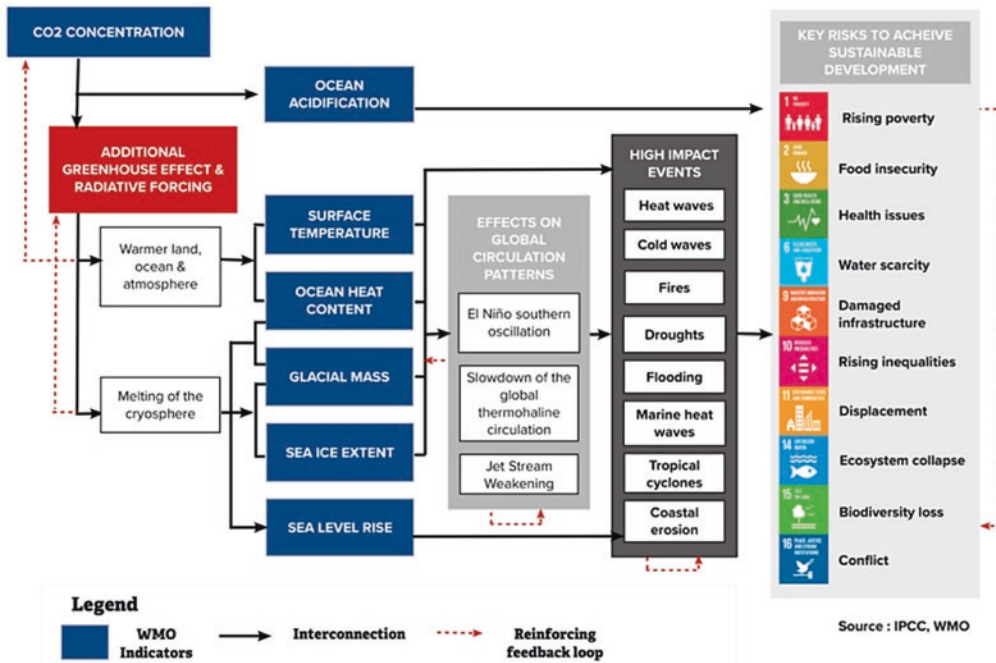 CO2 CONCENTRATION
OCEAN
ACIDIFICATION
ADDITIONAL
GREENHOUSE EFFECT &
RADIATIVE FORCING
Warmer land,
ocean &
atmosphere
Melting of the
cryosphere
SURFACE
TEMPERATURE
OCEAN HEAT
CONTENT
GLACIAL MASS
SEA ICE EXTENT
SEA LEVEL RISE
EFFECTS ON
GLOBAL
CIRCULATION
PATTERNS
El Niño southern
oscillation
Slowdown of the
global
thermohaline
circulation
Jet Stream
Weakening
HIGH IMPACT
EVENTS
Heat waves
Cold waves
Fires
Droughts
Flooding
Marine heat
waves
Tropical
cyclones
Coastal
erosion
KEY RISKS TO ACHEIVE
SUSTAINABLE
DEVELOPMENT
1
Rising poverty
2
Food insecurity
3
Health issues
6
Water scarcity
9
Damaged
infrastructure
10
Rising inequalities
11
Displacement
14
Ecosystem collapse
15
Biodiversity loss
16
Conflict
Source : IPCC, WMO
Legend
WMO
Indicators
Interconnection
Reinforcing
feedback loop